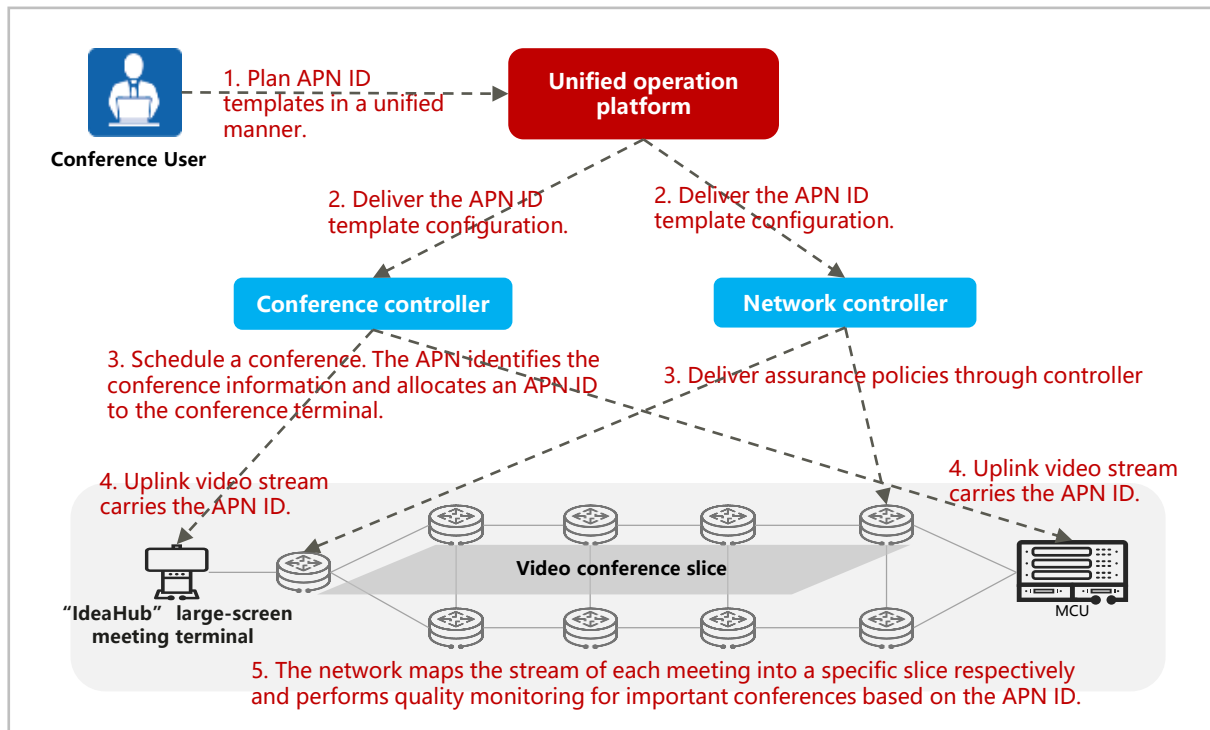 1. Plan APN ID
templates in a unified
manner.
Unified operation
platform
Conference User
2. Deliver the APN ID
template configuration.
2. Deliver the APN ID
template configuration.
Conference controller
Network controller
3. Schedule a conference. The APN identifies the
conference information and allocates an APN ID
to the conference terminal.
3. Deliver assurance policies through controller
4. Uplink video stream
carries the APN ID.
4. Uplink video stream
carries the APN ID.
Video conference slice
“IdeaHub” large-screen
meeting terminal
MCU
5. The network maps the stream of each meeting into a specific slice respectively
and performs quality monitoring for important conferences based on the APN ID.